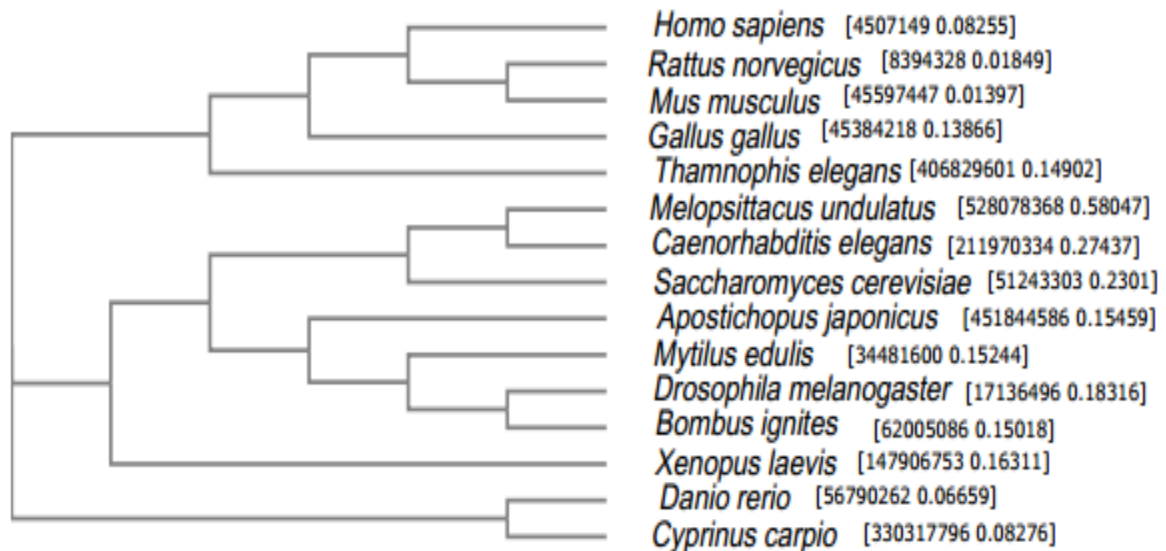 Homo sapiens [4507149 0.08255]
Rattus norvegicus [8394328 0.01849]
Mus musculus [45597447 0.01397]
Gallus gallus [45384218 0.13866]
Thamnophis elegans [406829601 0.14902]
Melopsittacus undulatus [528078368 0.58047]
Caenorhabditis elegans [211970334 0.27437]
Saccharomyces cerevisiae [51243303 0.2301]
Apostichopus japonicus [451844586 0.15459]
Mytilus edulis [34481600 0.15244]
Drosophila melanogaster [17136496 0.18316]
Bombus ignites [62005086 0.15018]
Xenopus laevis [147906753 0.16311]
Danio rerio [56790262 0.06659]
Cyprinus carpio [330317796 0.08276]